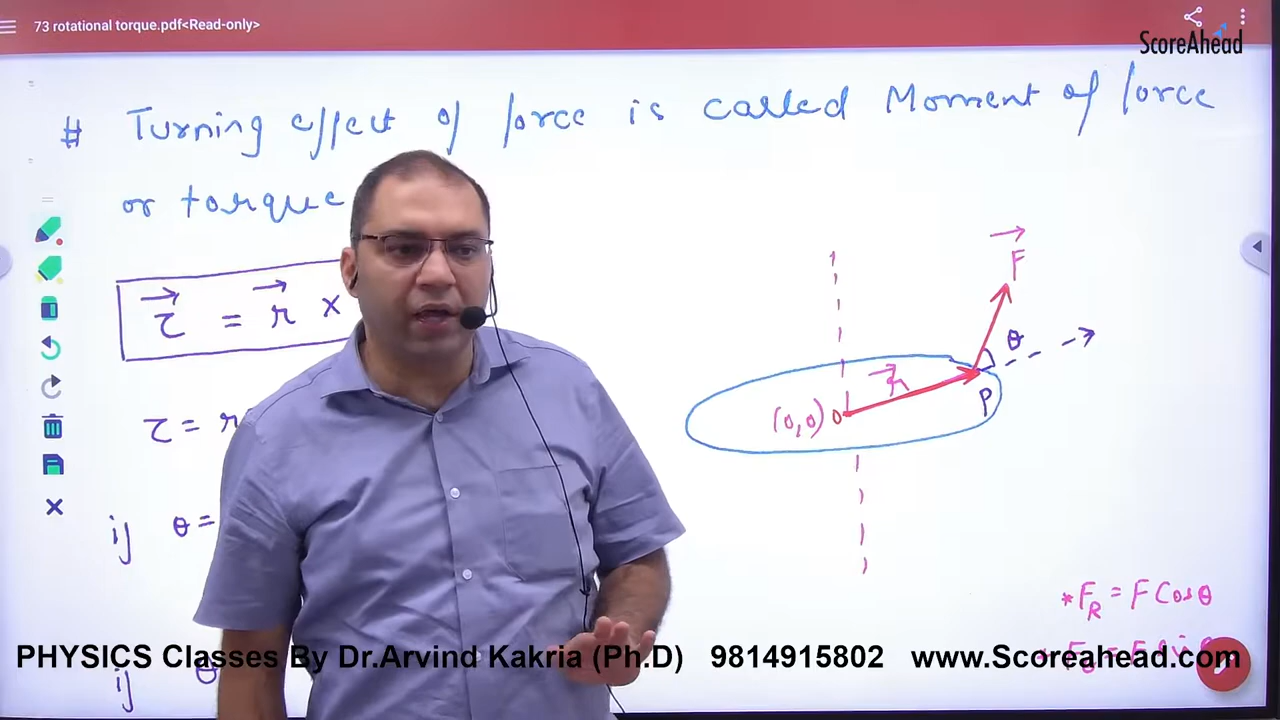 73 rotational torque.pdf<Read-only>
ScoreAhead
# Turning effect of force is called Moment of force
or torque
τ = r ×
F
θ
r
(0,0) O
P
τ = r
if θ =
*F_R = F Cos θ
if θ
PHYSICS Classes By Dr.Arvind Kakria (Ph.D) 9814915802 www.Scoreahead.com